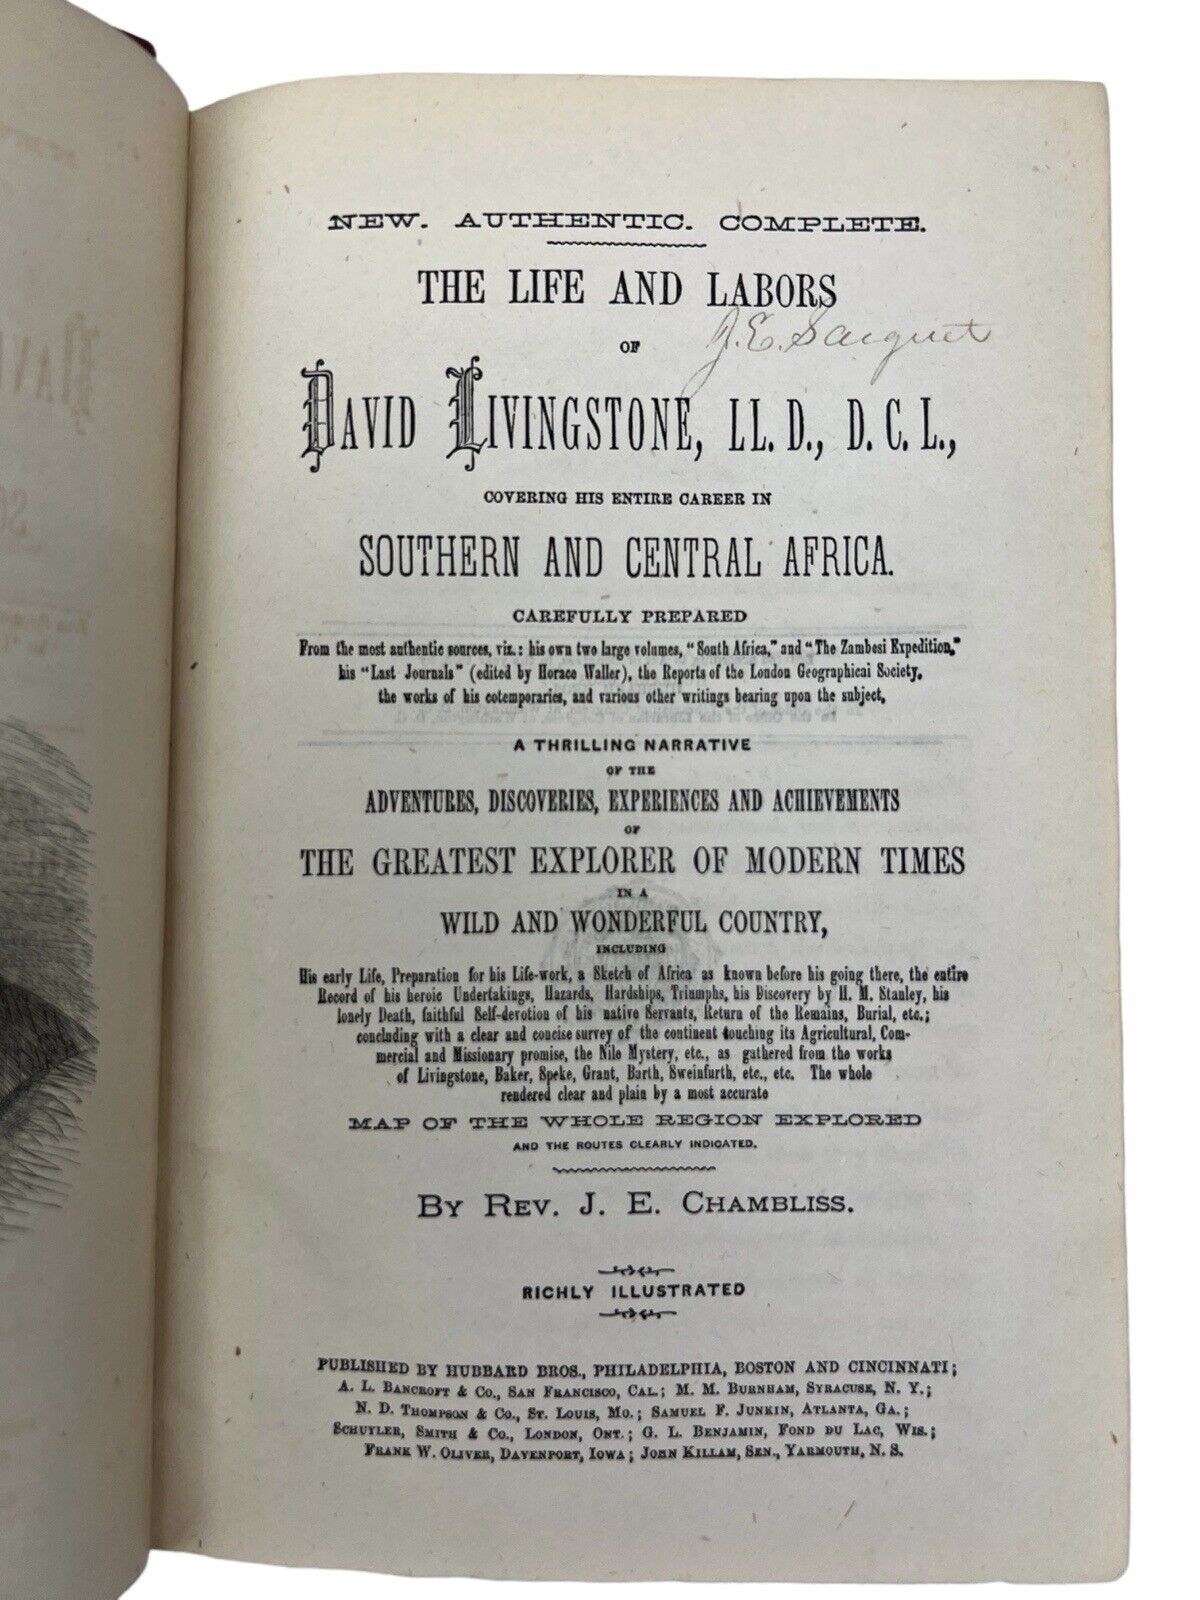 NEW. AUTHENTIC. COMPLETE.
THE LIFE AND LABORS
OF
DAVID LIVINGSTONE, LL. D., D. C. L.,
COVERING HIS ENTIRE CAREER IN
SOUTHERN AND CENTRAL AFRICA.
CAREFULLY PREPARED
From the most authentic sources, viz.: his own two large volumes, "South Africa," and "The Zambesi Expedition,"
his "Last Journals" (edited by Horace Waller), the Reports of the London Geographical Society,
the works of his cotemporaries, and various other writings bearing upon the subject,
A THRILLING NARRATIVE
OF THE
ADVENTURES, DISCOVERIES, EXPERIENCES AND ACHIEVEMENTS
OF
THE GREATEST EXPLORER OF MODERN TIMES
IN A
WILD AND WONDERFUL COUNTRY,
INCLUDING
His early Life, Preparation for his Life-work, a Sketch of Africa as known before his going there, the entire
Record of his heroic Undertakings, Hazards, Hardships, Triumphs, his Discovery by H. M. Stanley, his
lonely Death, faithful Self-devotion of his native Servants, Return of the Remains, Burial, etc.;
concluding with a clear and concise survey of the continent touching its Agricultural, Com-
mercial and Missionary promise, the Nile Mystery, etc., as gathered from the works
of Livingstone, Baker, Speke, Grant, Barth, Sweinfurth, etc., etc. The whole
rendered clear and plain by a most accurate
MAP OF THE WHOLE REGION EXPLORED
AND THE ROUTES CLEARLY INDICATED.
BY REV. J. E. CHAMBLISS.
RICHLY ILLUSTRATED
PUBLISHED BY HUBBARD BROS., PHILADELPHIA, BOSTON AND CINCINNATI;
A. L. BANCROFT & CO., SAN FRANCISCO, CAL.; M. M. BURNHAM, SYRACUSE, N. Y.;
N. D. THOMPSON & CO., ST. LOUIS, MO.; SAMUEL F. JUNKIN, ATLANTA, GA.;
SCHUYLER, SMITH & CO., LONDON, ONT.; G. L. BENJAMIN, FOND DU LAC, WIS.;
FRANK W. OLIVER, DAVENPORT, IOWA; JOHN KILLAM, SEN., YARMOUTH, N. S.
J. E.